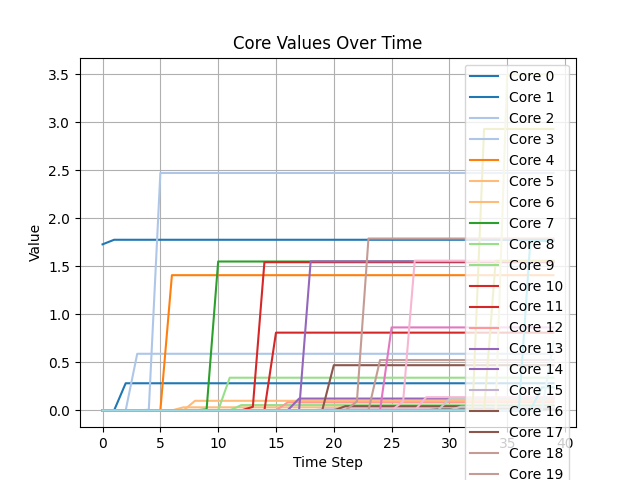 Core Values Over Time
3.5
3.0
2.5
2.0
1.5
1.0
0.5
0.0
Value
0 5 10 15 20 25 30 35 40
Time Step
Core 0
Core 1
Core 2
Core 3
Core 4
Core 5
Core 6
Core 7
Core 8
Core 9
Core 10
Core 11
Core 12
Core 13
Core 14
Core 15
Core 16
Core 17
Core 18
Core 19